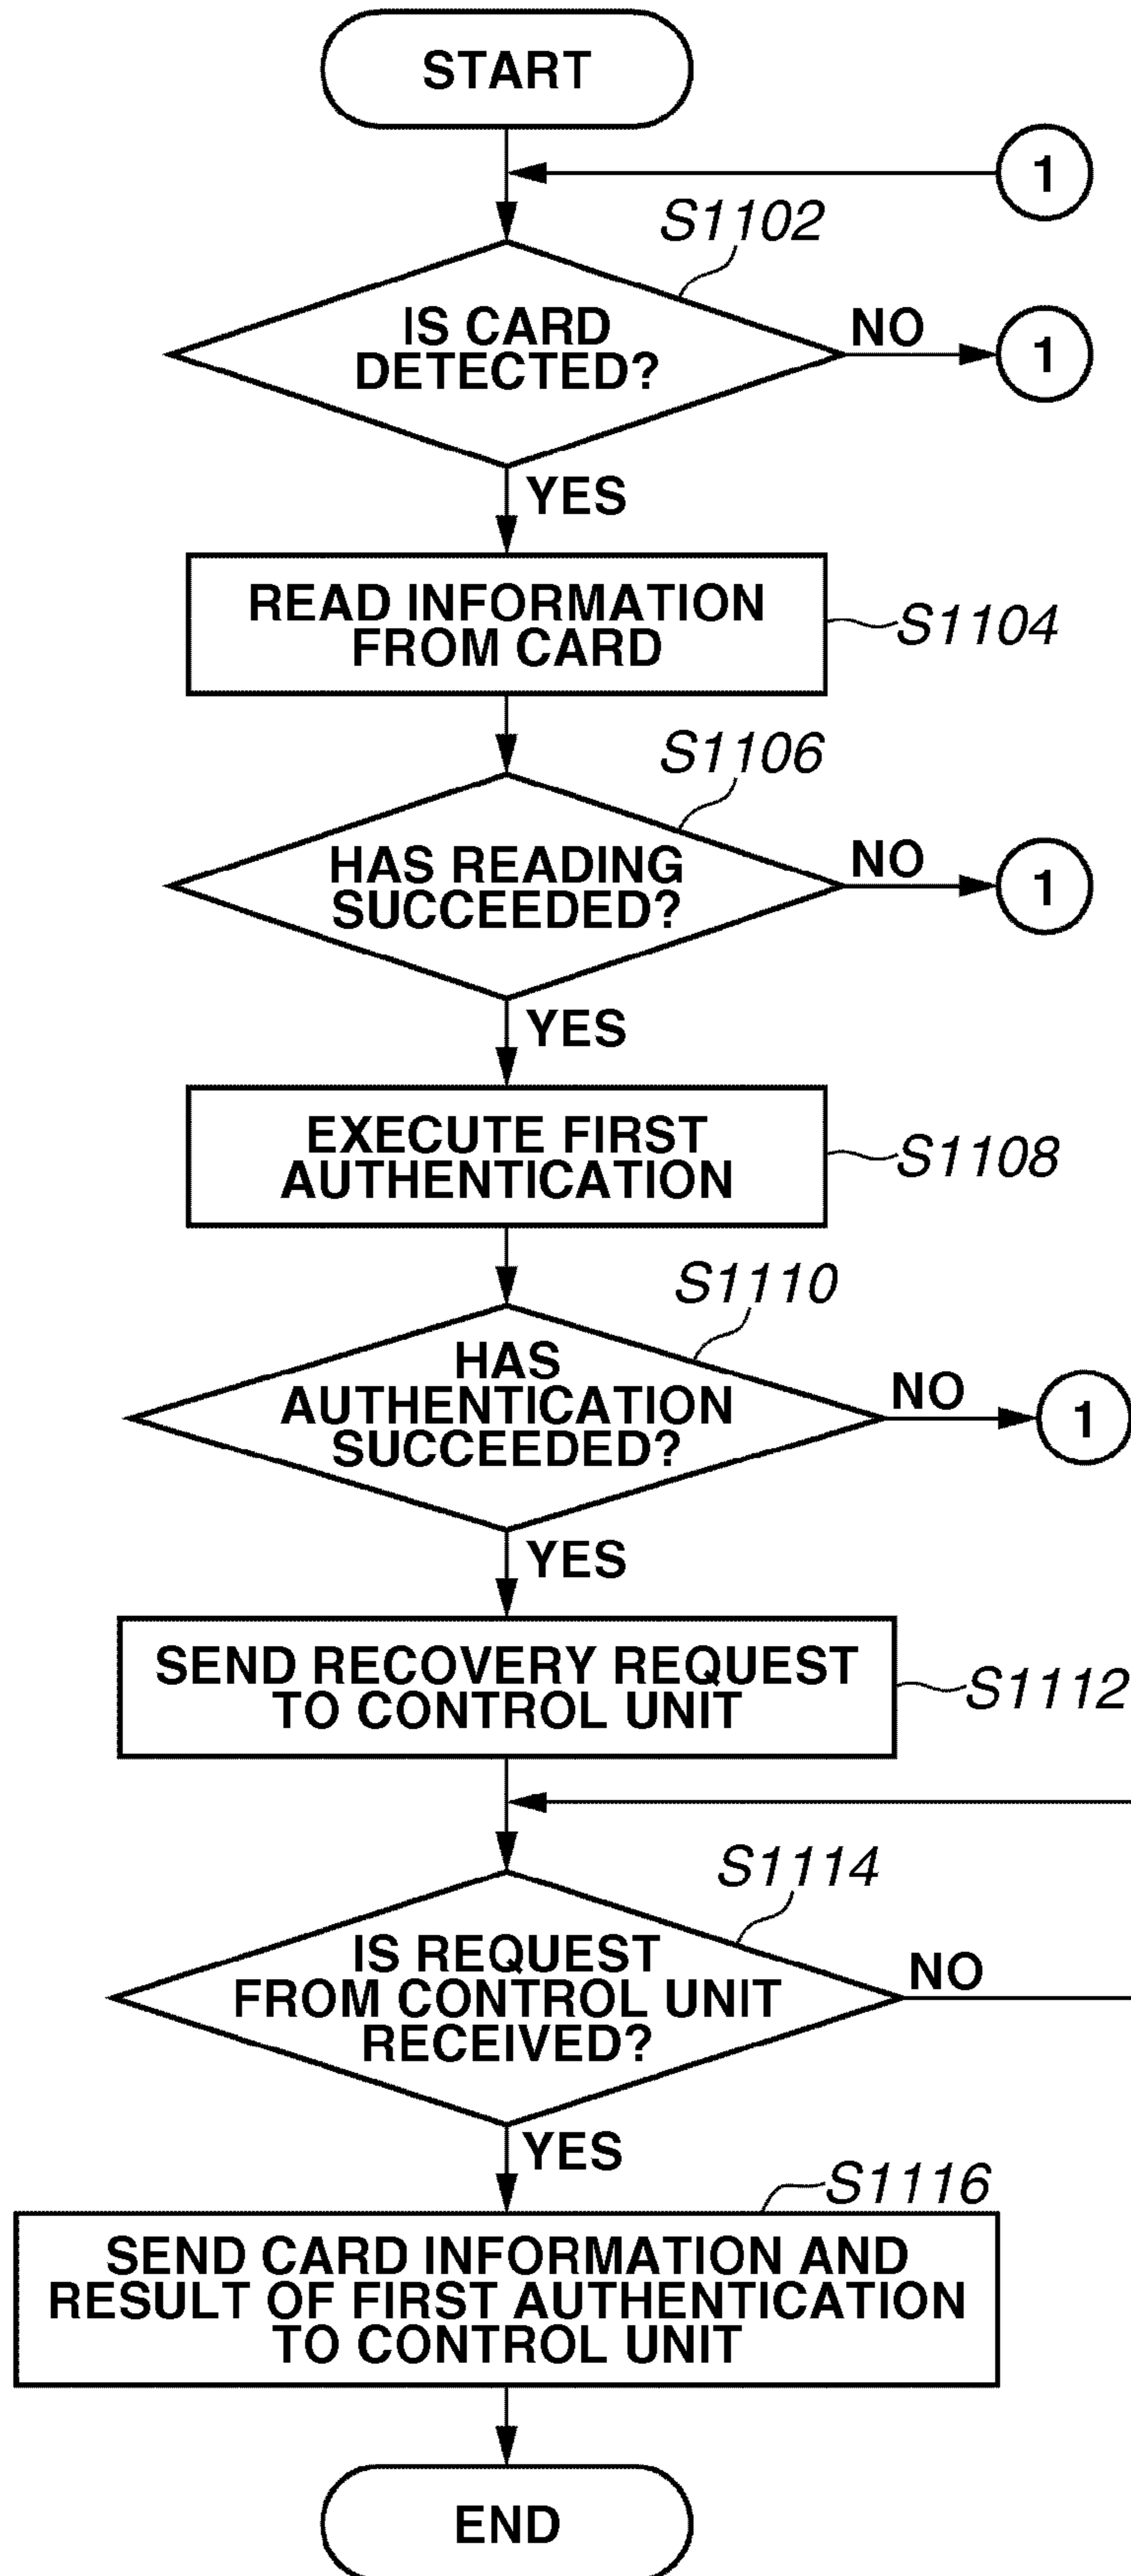 START
1
S1102
IS CARD
DETECTED?
NO
1
YES
READ INFORMATION
FROM CARD
S1104
S1106
HAS READING
SUCCEEDED?
NO
1
YES
EXECUTE FIRST
AUTHENTICATION
S1108
S1110
HAS
AUTHENTICATION
SUCCEEDED?
NO
1
YES
SEND RECOVERY REQUEST
TO CONTROL UNIT
S1112
S1114
IS REQUEST
FROM CONTROL UNIT
RECEIVED?
NO
YES
S1116
SEND CARD INFORMATION AND
RESULT OF FIRST AUTHENTICATION
TO CONTROL UNIT
END